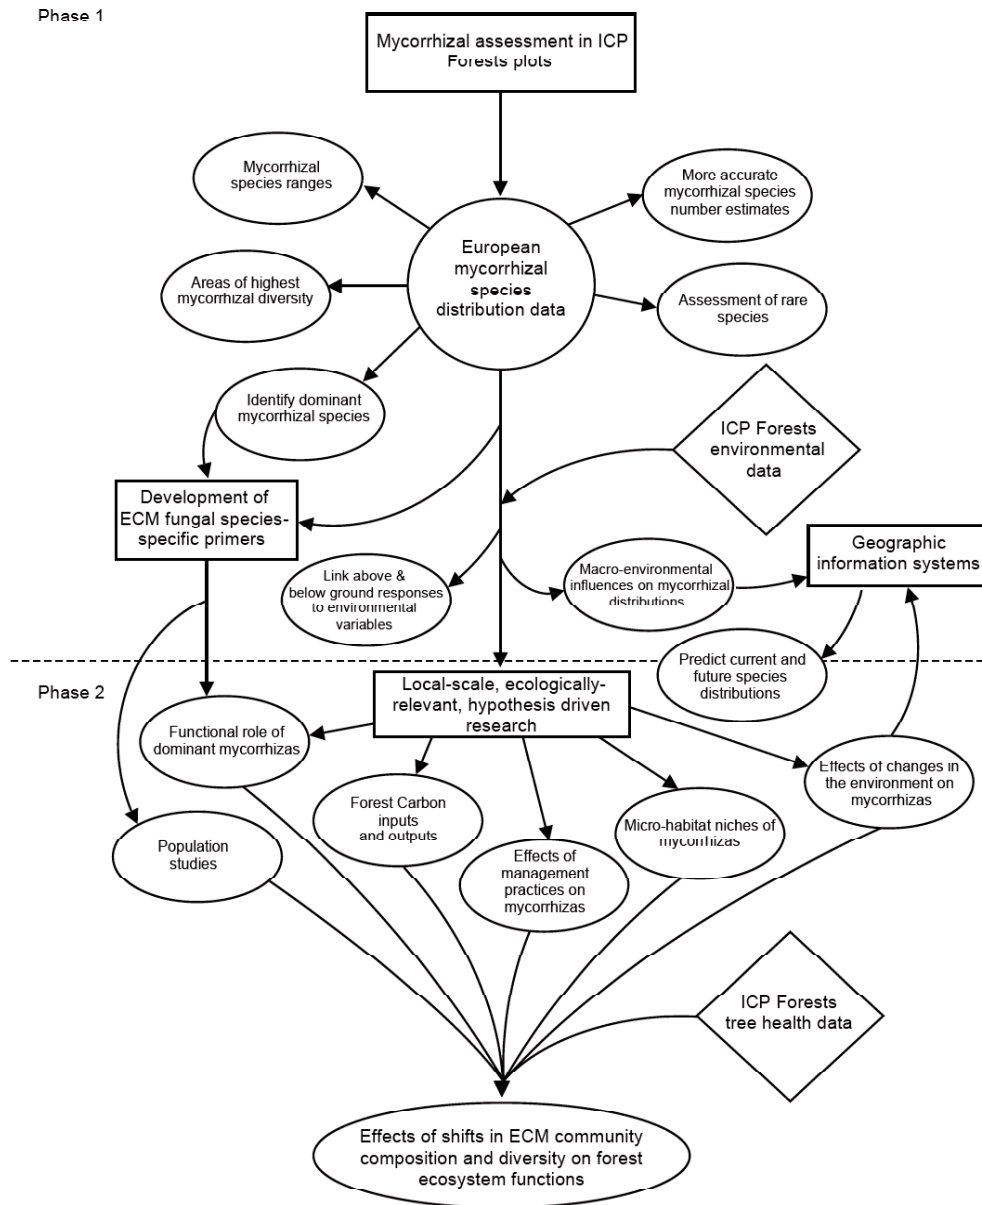 Phase 1
Mycorrhizal assessment in ICP
Forests plots
Mycorrhizal
species ranges
More accurate
mycorrhizal species
number estimates
European
mycorrhizal
species
distribution data
Areas of highest
mycorrhizal diversity
Assessment of rare
species
Identify dominant
mycorrhizal species
ICP Forests
environmental
data
Development of
ECM fungal species-
specific primers
Geographic
information systems
Link above &
below ground responses
to environmental
variables
Macro-environmental
influences on mycorrhizal
distributions
Predict current and
future species
distributions
Phase 2
Local-scale, ecologically-
relevant, hypothesis driven
research
Functional role of
dominant mycorrhizas
Forest Carbon
inputs
and outputs
Effects of
management
practices on
mycorrhizas
Micro-habitat niches of
mycorrhizas
Effects of changes in
the environment on
mycorrhizas
Population
studies
ICP Forests
tree health data
Effects of shifts in ECM community
composition and diversity on forest
ecosystem functions